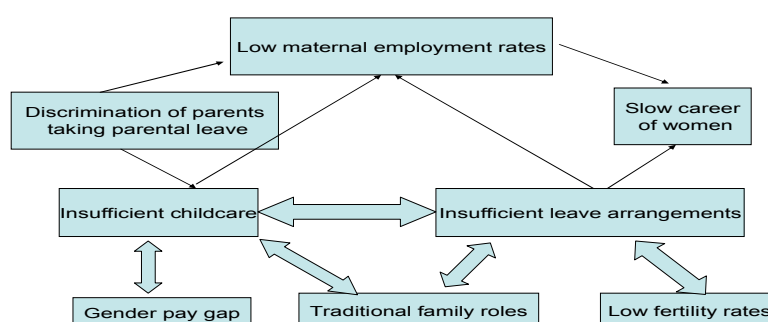 Low maternal employment rates
Discrimination of parents
taking parental leave
Slow career
of women
Insufficient childcare
Insufficient leave arrangements
Gender pay gap
Traditional family roles
Low fertility rates